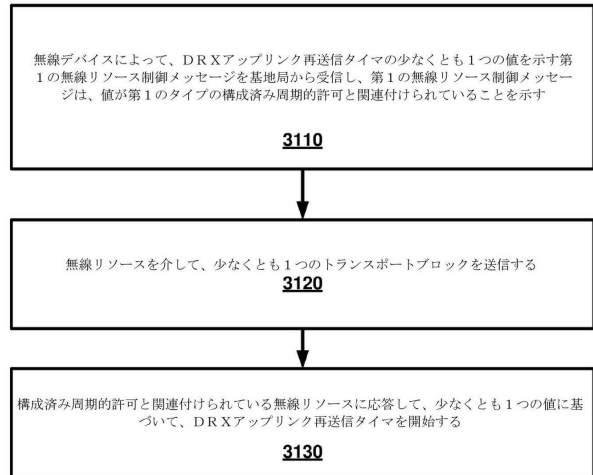 無線デバイスによって、DRXアップリンク再送信タイマの少なくとも1つの値を示す第
1の無線リソース制御メッセージを基地局から受信し、第1の無線リソース制御メッセー
ジは、値が第1のタイプの構成済み周期的許可と関連付けられていることを示す
3110
無線リソースを介して、少なくとも1つのトランスポートブロックを送信する
3120
構成済み周期的許可と関連付けられている無線リソースに応答して、少なくとも1つの値に基
づいて、DRXアップリンク再送信タイマを開始する
3130